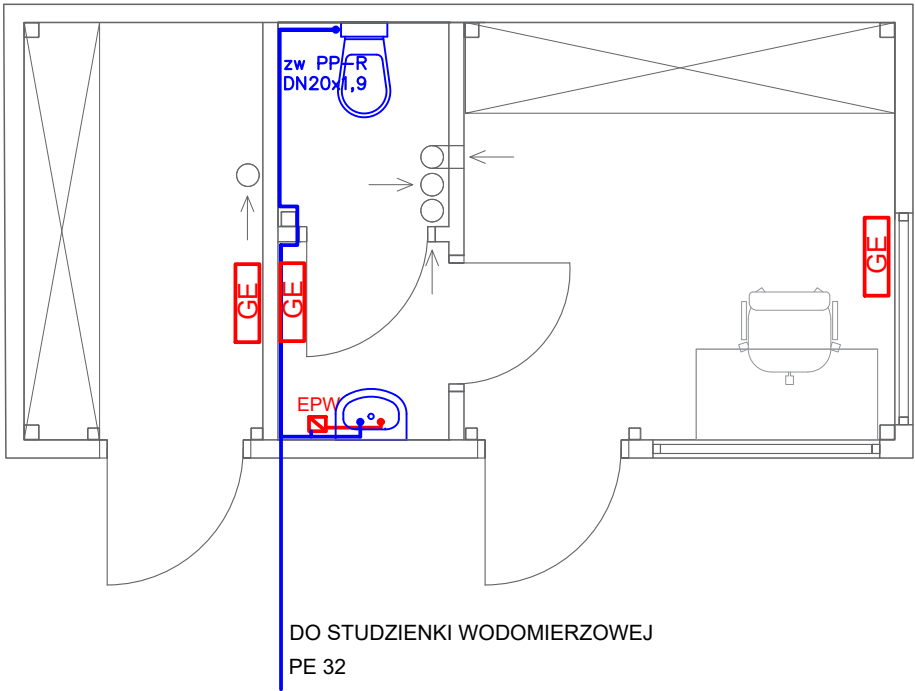 zw PP-R
DN20x1,9
GE
GE
GE
EPW
DO STUDZIENKI WODOMIERZOWEJ
PE 32